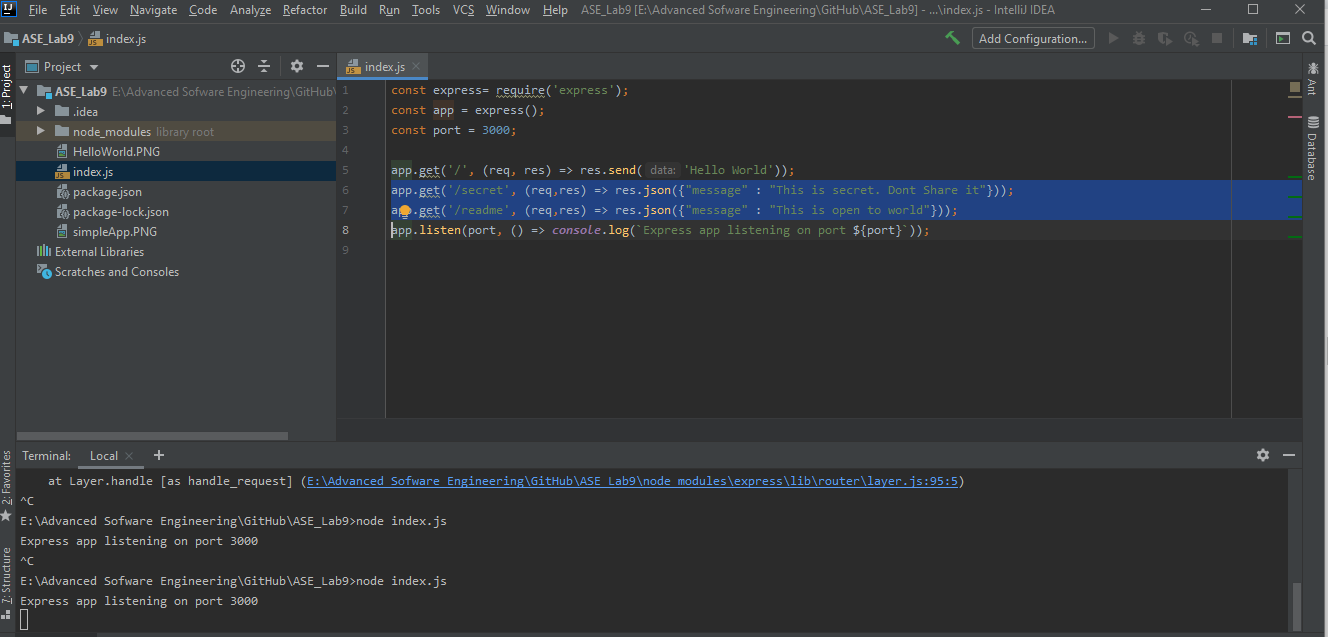 File Edit View Navigate Code Analyze Refactor Build Run Tools VCS Window Help ASE_Lab9 [E:\Advanced Sofware Engineering\GitHub\ASE_Lab9] - ...\index.js - IntelliJ IDEA
ASE_Lab9 index.js Add Configuration...
1: Project
Project
index.js
ASE_Lab9 E:\Advanced Sofware Engineering\GitHub\
.idea
node_modules library root
HelloWorld.PNG
index.js
package.json
package-lock.json
simpleApp.PNG
External Libraries
Scratches and Consoles
1 const express= require('express');
2 const app = express();
3 const port = 3000;
4
5 app.get('/', (req, res) => res.send( data: 'Hello World'));
6 app.get('/secret', (req,res) => res.json({"message" : "This is secret. Dont Share it"}));
7 app.get('/readme', (req,res) => res.json({"message" : "This is open to world"}));
8 app.listen(port, () => console.log(`Express app listening on port ${port}`));
9
Ant
Database
2: Favorites
7: Structure
Terminal: Local
at Layer.handle [as handle_request] (E:\Advanced Sofware Engineering\GitHub\ASE_Lab9\node_modules\express\lib\router\layer.js:95:5)
^C
E:\Advanced Sofware Engineering\GitHub\ASE_Lab9>node index.js
Express app listening on port 3000
^C
E:\Advanced Sofware Engineering\GitHub\ASE_Lab9>node index.js
Express app listening on port 3000